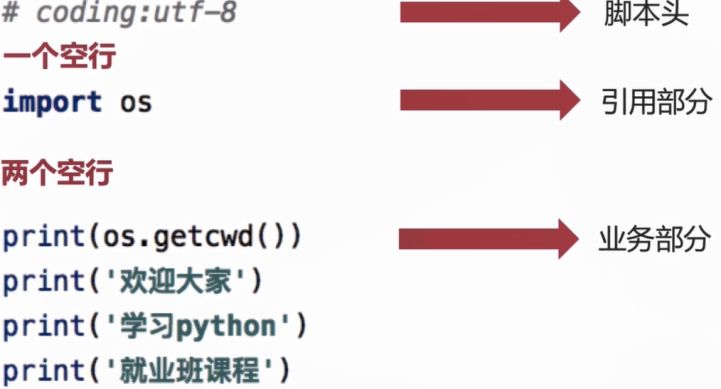 # coding:utf-8 脚本头
一个空行
import os 引用部分
两个空行
print(os.getcwd()) 业务部分
print('欢迎大家')
print('学习python')
print('就业班课程')